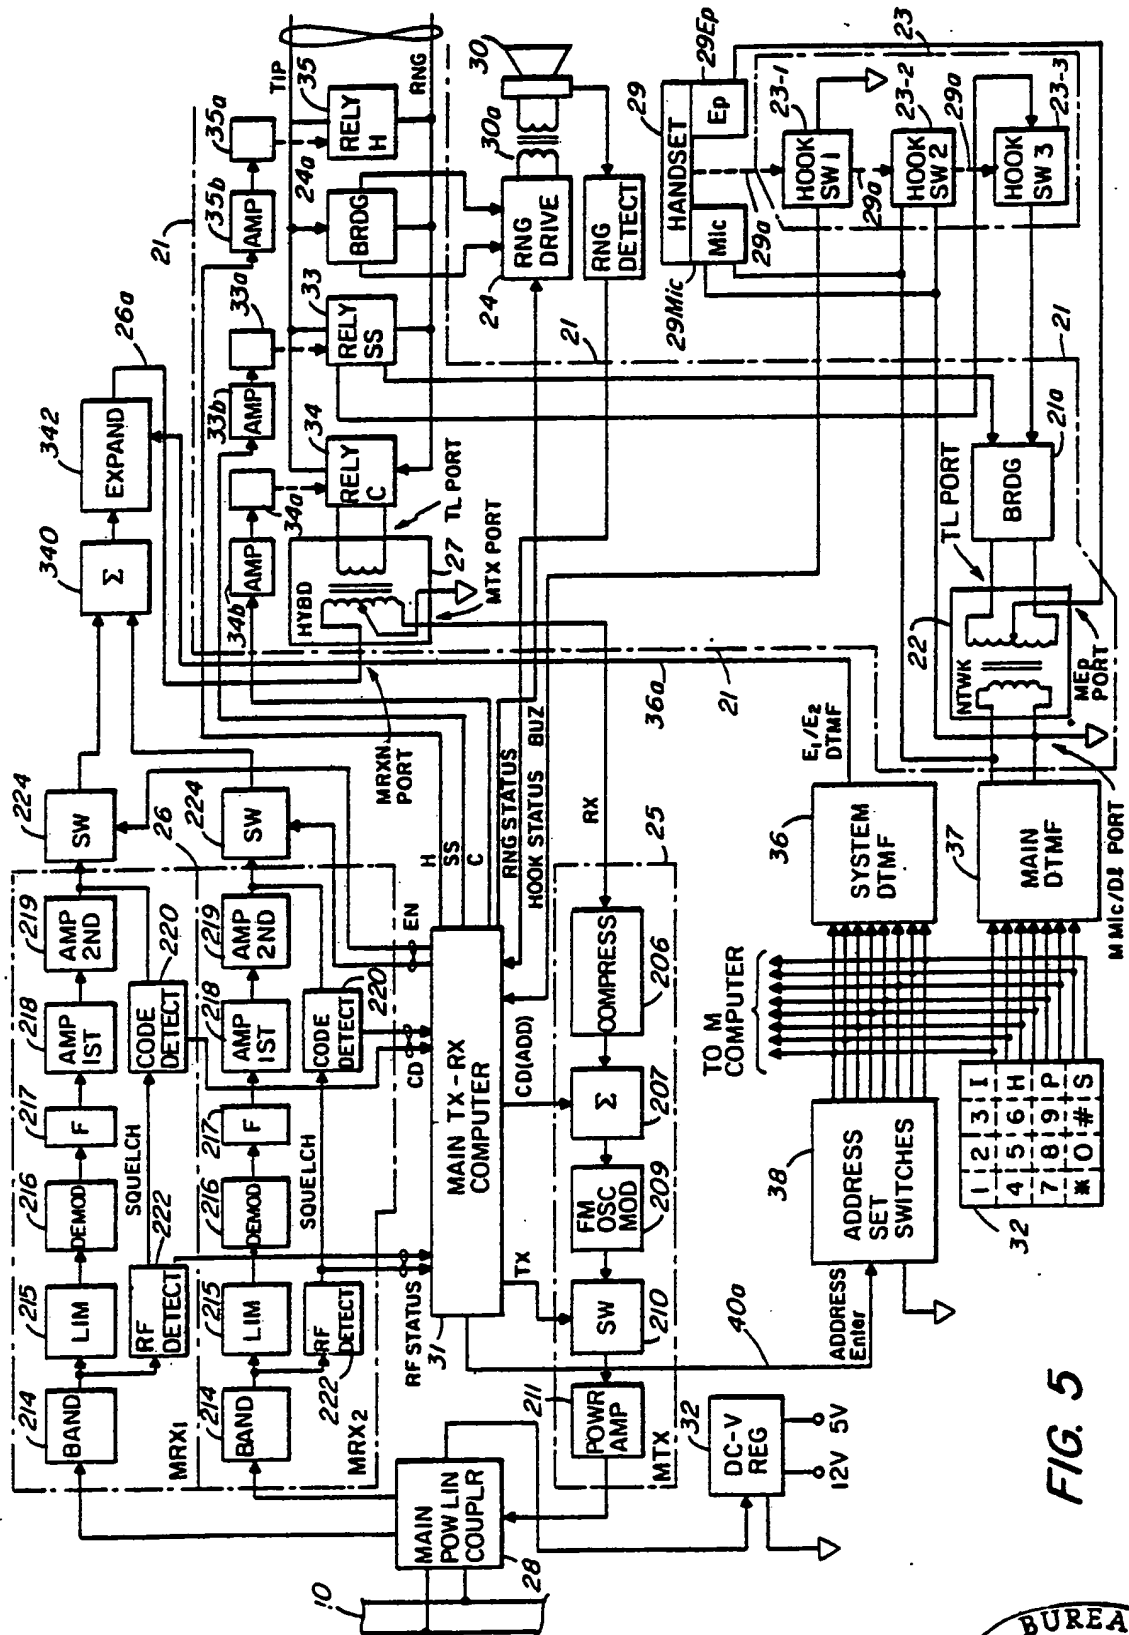 FIG. 5
10
MAIN POW LIN COUPLR
28
214
BAND
215
LIM
216
DEMOD
217
F
218
AMP 1ST
219
AMP 2ND
224
SW
RF DETECT
222
SQUELCH
CODE DETECT
220
MRX1
26
214
BAND
215
LIM
216
DEMOD
217
F
218
AMP 1ST
219
AMP 2ND
224
SW
RF DETECT
222
SQUELCH
CODE DETECT
220
MRX2
340
Σ
342
EXPAND
26a
RF STATUS
CD
EN
31
MAIN TX-RX COMPUTER
H
SS
C
RNG STATUS
HOOK STATUS
BUZ
TX
CD(ADD)
MRXN PORT
211
POWR AMP
SW
210
FM OSC MOD
209
Σ
207
COMPRESS
206
25
MTX
RX
40a
32
DC-V REG
12V
5V
21
34b
AMP
34a
33b
AMP
33a
35b
AMP
35a
HYBD
27
TL PORT
MTX PORT
34
RELY C
33
RELY SS
BRDG
24a
35
RELY H
TIP
RNG
24
RNG DRIVE
30a
30
RNG DETECT
21
36a
21
E1/E2 DTMF
ADDRESS Enter
38
ADDRESS SET SWITCHES
TO M COMPUTER
36
SYSTEM DTMF
37
MAIN DTMF
32
1 2 3 I
4 5 6 H
7 8 9 P
* 0 # S
M Mic/Dl PORT
22
NTWK
MEp PORT
TL PORT
BRDG
21a
21
29
HANDSET
Mic
29Mic
Ep
29Ep
29a
23
HOOK SW1
23-1
29a
HOOK SW2
23-2
29a
HOOK SW3
23-3
BUREA